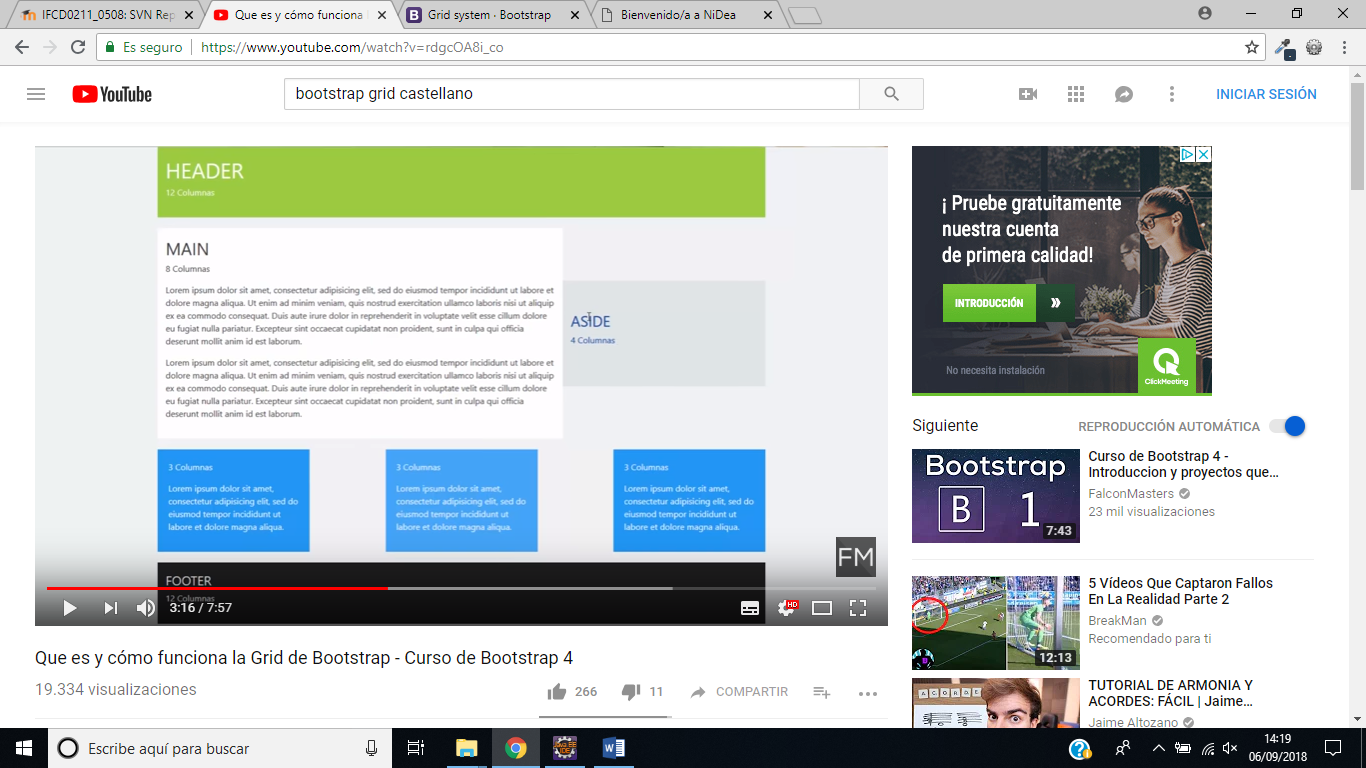 IFCD0211_0508: SVN Rep
Que es y cómo funciona l
Grid system · Bootstrap
Bienvenido/a a NiDea
Es seguro | https://www.youtube.com/watch?v=rdgcOA8i_co
YouTube
bootstrap grid castellano
INICIAR SESIÓN
HEADER
12 Columnas
MAIN
8 Columnas
Lorem ipsum dolor sit amet, consectetur adipisicing elit, sed do eiusmod tempor incididunt ut labore et
dolore magna aliqua. Ut enim ad minim veniam, quis nostrud exercitation ullamco laboris nisi ut aliquip
ex ea commodo consequat. Duis aute irure dolor in reprehenderit in voluptate velit esse cillum dolore
eu fugiat nulla pariatur. Excepteur sint occaecat cupidatat non proident, sunt in culpa qui officia
deserunt mollit anim id est laborum.
Lorem ipsum dolor sit amet, consectetur adipisicing elit, sed do eiusmod tempor incididunt ut labore et
dolore magna aliqua. Ut enim ad minim veniam, quis nostrud exercitation ullamco laboris nisi ut aliquip
ex ea commodo consequat. Duis aute irure dolor in reprehenderit in voluptate velit esse cillum dolore
eu fugiat nulla pariatur. Excepteur sint occaecat cupidatat non proident, sunt in culpa qui officia
deserunt mollit anim id est laborum.
ASIDE
4 Columnas
3 Columnas
Lorem ipsum dolor sit amet,
consectetur adipisicing elit, sed do
eiusmod tempor incididunt ut
labore et dolore magna aliqua.
3 Columnas
Lorem ipsum dolor sit amet,
consectetur adipisicing elit, sed do
eiusmod tempor incididunt ut
labore et dolore magna aliqua.
3 Columnas
Lorem ipsum dolor sit amet,
consectetur adipisicing elit, sed do
eiusmod tempor incididunt ut
labore et dolore magna aliqua.
FM
FOOTER
12 Columnas
3:16 / 7:57
HD
Que es y cómo funciona la Grid de Bootstrap - Curso de Bootstrap 4
19.334 visualizaciones
266
11
COMPARTIR
¡ Pruebe gratuitamente
nuestra cuenta
de primera calidad!
INTRODUCCIÓN »
No necesita instalación
ClickMeeting
Siguiente
REPRODUCCIÓN AUTOMÁTICA
Bootstrap
B 1
7:43
Curso de Bootstrap 4 -
Introduccion y proyectos que...
FalconMasters
23 mil visualizaciones
12:13
5 Vídeos Que Captaron Fallos
En La Realidad Parte 2
BreakMan
Recomendado para ti
ACORDE
TUTORIAL DE ARMONIA Y
ACORDES: FÁCIL | Jaime...
Jaime Altozano
Escribe aquí para buscar
14:19
06/09/2018